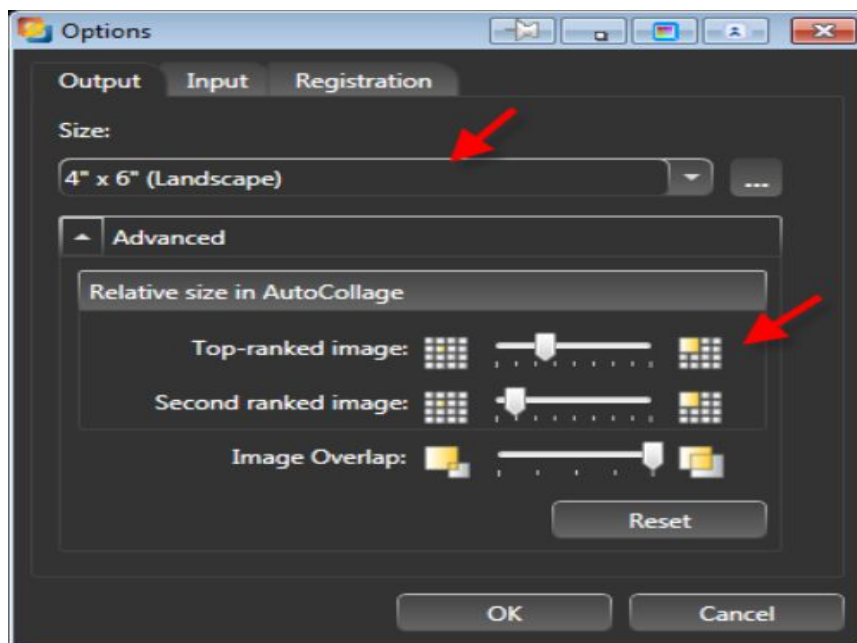 Options
Output Input Registration
Size:
4" x 6" (Landscape)
...
Advanced
Relative size in AutoCollage
Top-ranked image:
Second ranked image:
Image Overlap:
Reset
OK Cancel